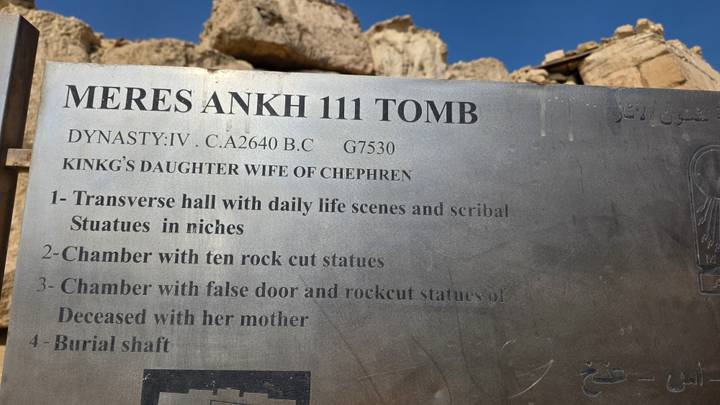 MERES ANKH 111 TOMB
شئون الآثار
DYNASTY:IV . C.A2640 B.C G7530
KINKG'S DAUGHTER WIFE OF CHEPHREN
1- Transverse hall with daily life scenes and scribal
Stuatues in niches
2- Chamber with ten rock cut statues
3- Chamber with false door and rockcut statues of
Deceased with her mother
4 - Burial shaft